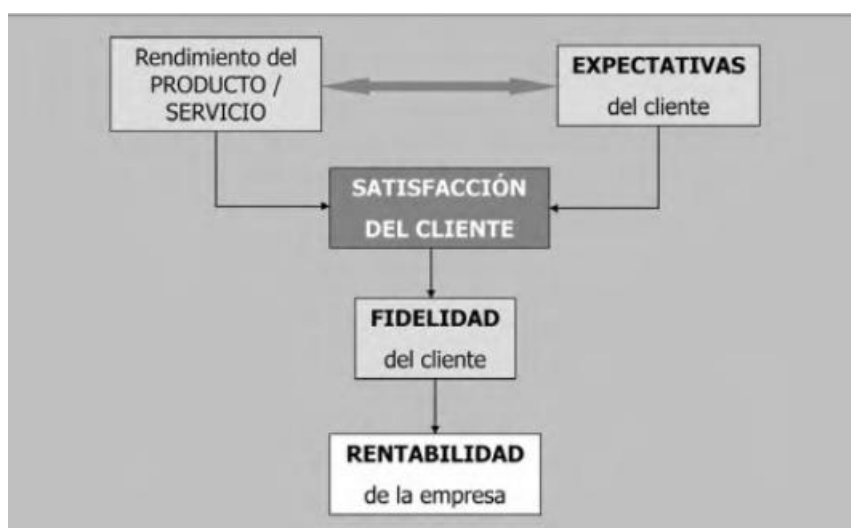 Rendimiento del
PRODUCTO /
SERVICIO
EXPECTATIVAS
del cliente
SATISFACCIÓN
DEL CLIENTE
FIDELIDAD
del cliente
RENTABILIDAD
de la empresa